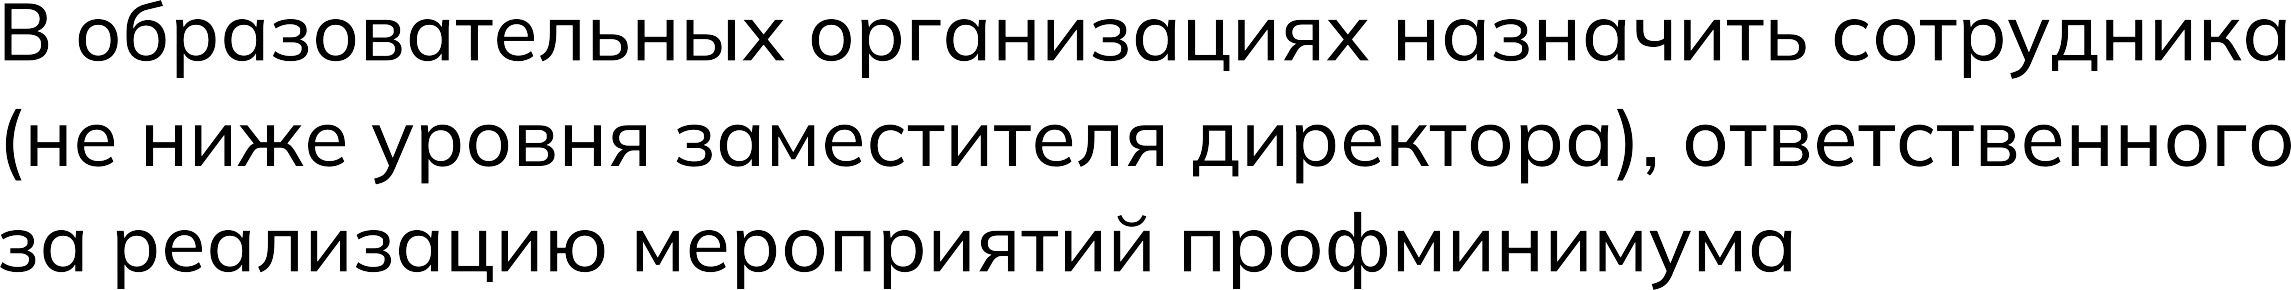 В образовательных организациях назначить сотрудника
(не ниже уровня заместителя директора), ответственного
за реализацию мероприятий профминимума